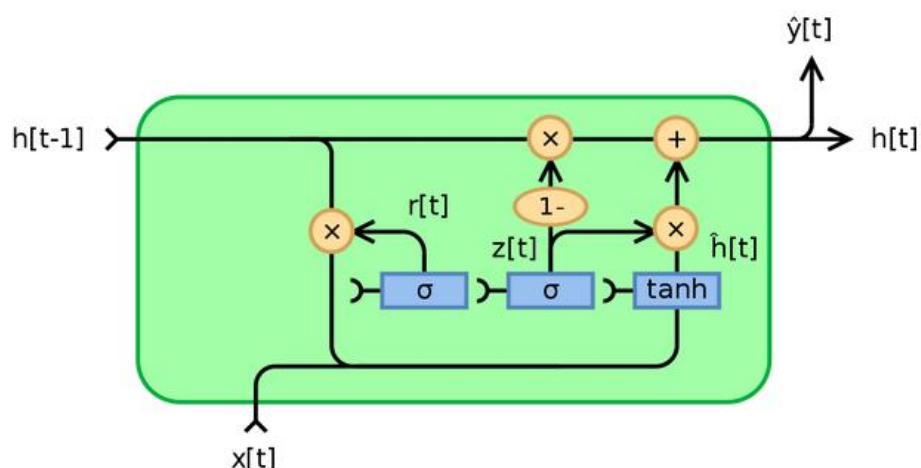 ŷ[t]
h[t-1]
×
+
h[t]
1-
r[t]
×
×
z[t]
ĥ[t]
σ
σ
tanh
x[t]